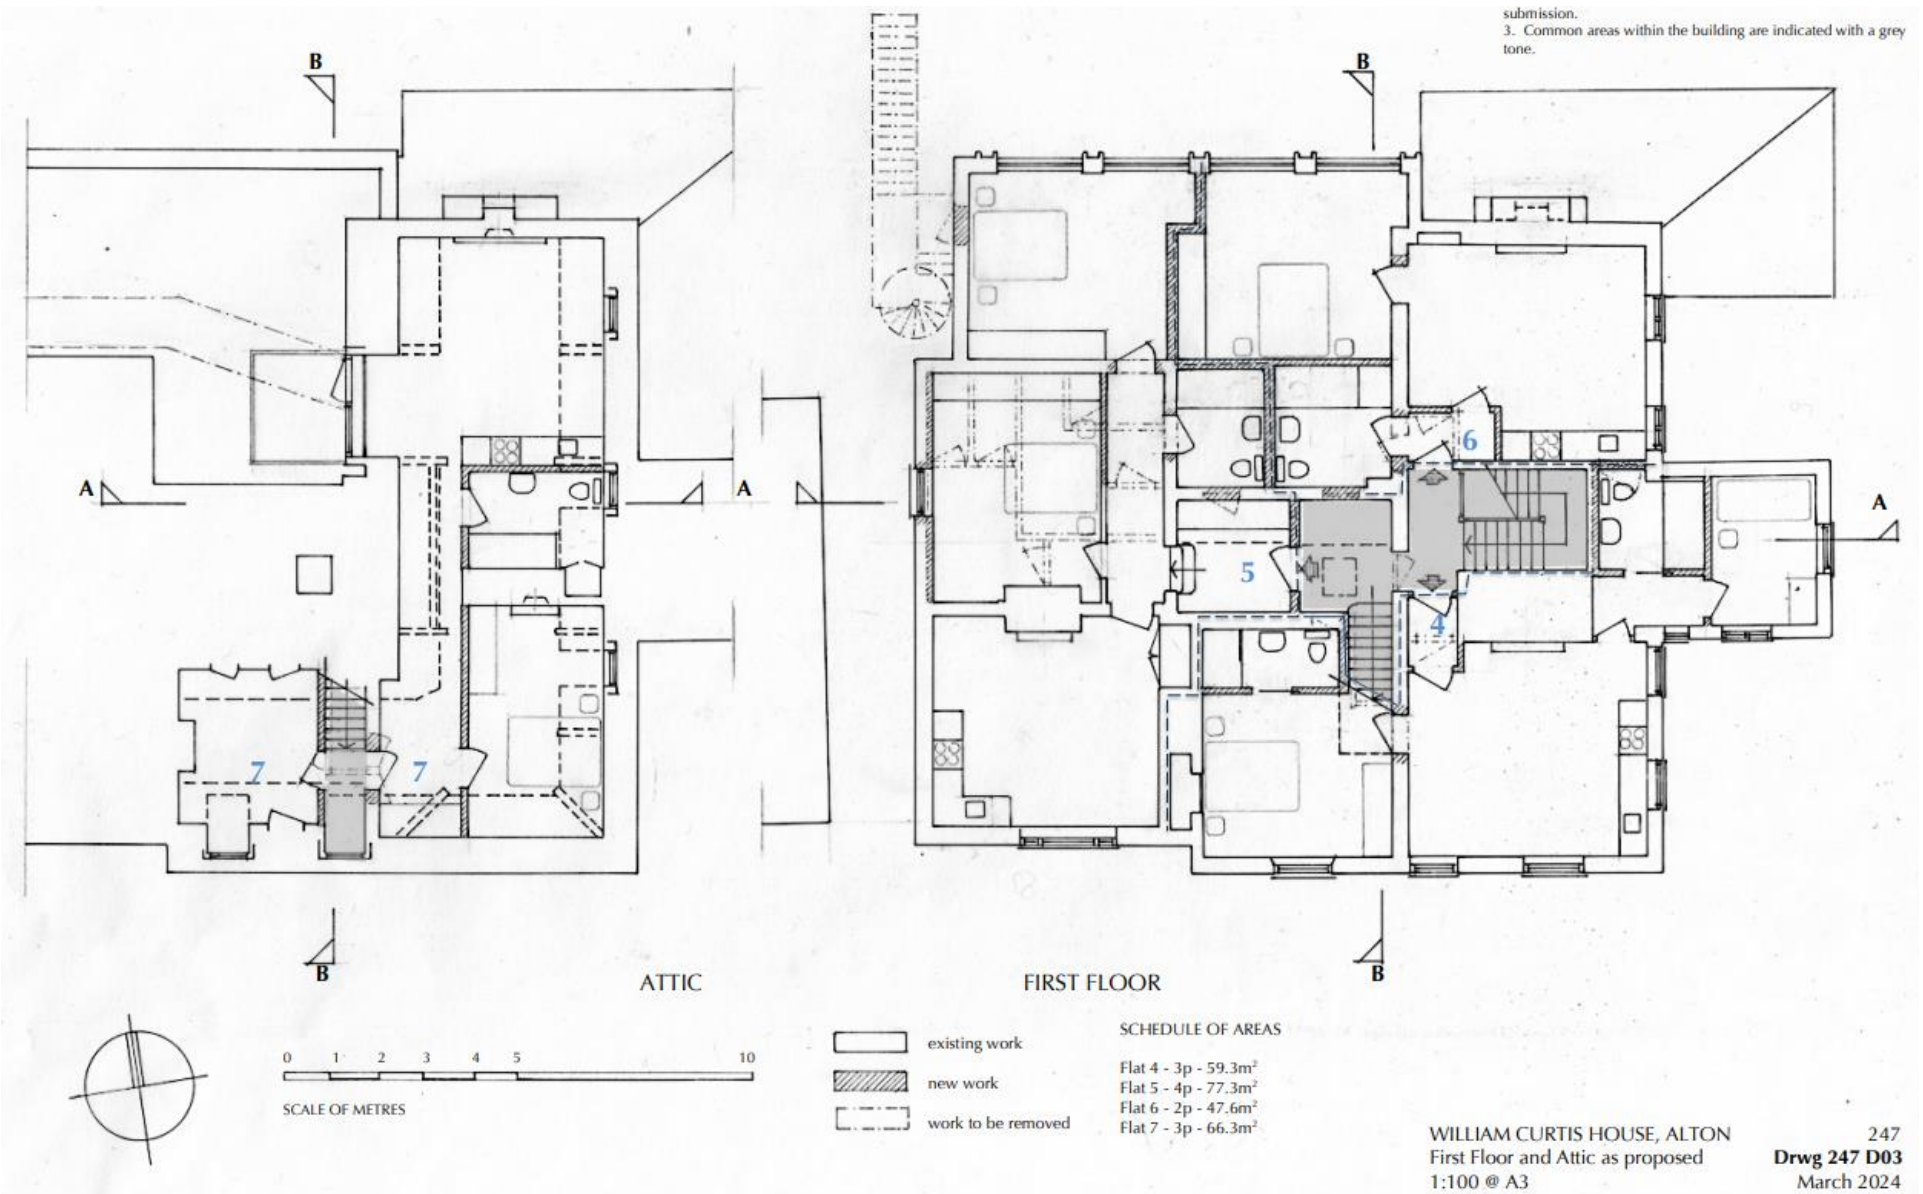 submission.
3. Common areas within the building are indicated with a grey
tone.
B
B
A
A
A
6
5
4
7
7
B
B
ATTIC
FIRST FLOOR
0 1 2 3 4 5 10
SCALE OF METRES
existing work
new work
work to be removed
SCHEDULE OF AREAS
Flat 4 - 3p - 59.3m²
Flat 5 - 4p - 77.3m²
Flat 6 - 2p - 47.6m²
Flat 7 - 3p - 66.3m²
WILLIAM CURTIS HOUSE, ALTON
First Floor and Attic as proposed
1:100 @ A3
247
Drwg 247 D03
March 2024